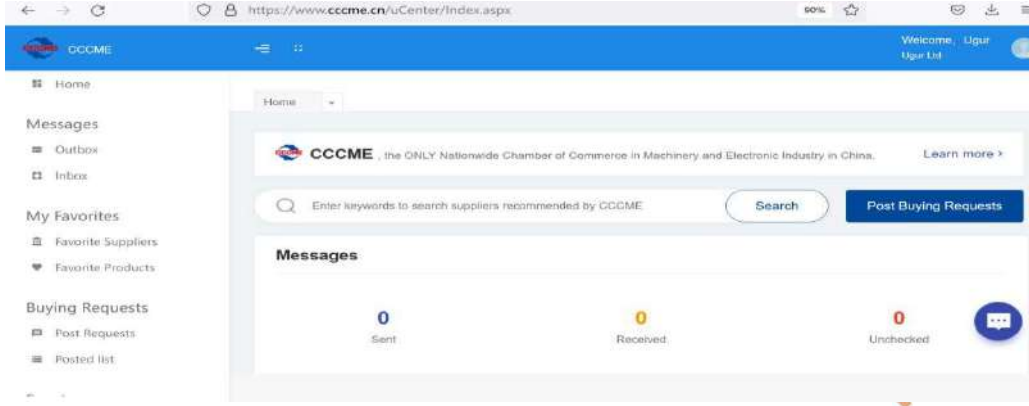 https://www.cccme.cn/uCenter/Index.aspx
90%
CCCME
Welcome, Ugur
Ugur Ltd
Home
Messages
Outbox
Inbox
My Favorites
Favorite Suppliers
Favorite Products
Buying Requests
Post Requests
Posted list
Home
CCCME , the ONLY Nationwide Chamber of Commerce in Machinery and Electronic Industry in China.
Learn more >
Enter keywords to search suppliers recommended by CCCME
Search
Post Buying Requests
Messages
0
Sent
0
Received
0
Unchecked